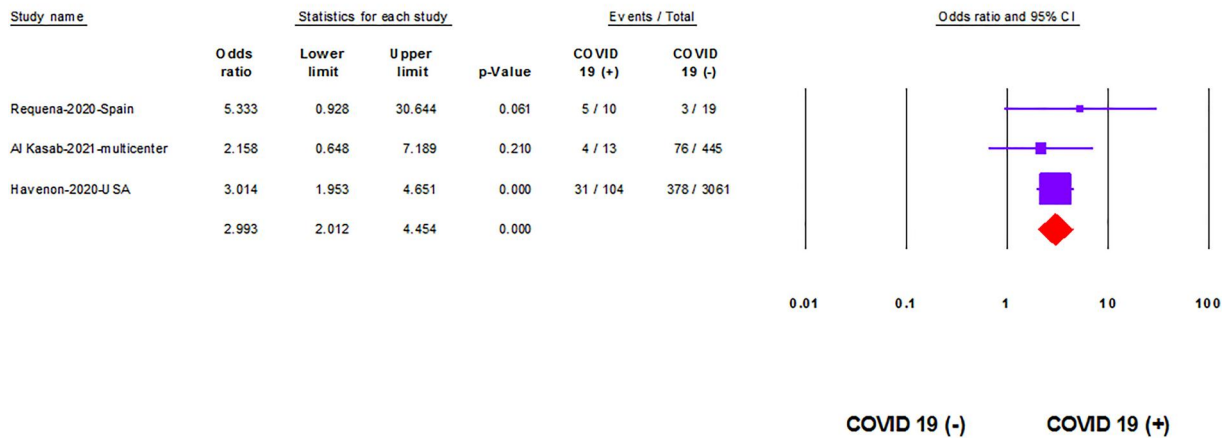 Study name Statistics for each study Events / Total Odds ratio and 95% CI
Odds Lower Upper COVID COVID
ratio limit limit p-Value 19 (+) 19 (-)
Requena-2020-Spain 5.333 0.928 30.644 0.061 5 / 10 3 / 19
Al Kasab-2021-multicenter 2.158 0.648 7.189 0.210 4 / 13 76 / 445
Havenon-2020-USA 3.014 1.953 4.651 0.000 31 / 104 378 / 3061
2.993 2.012 4.454 0.000
0.01 0.1 1 10 100
COVID 19 (-) COVID 19 (+)